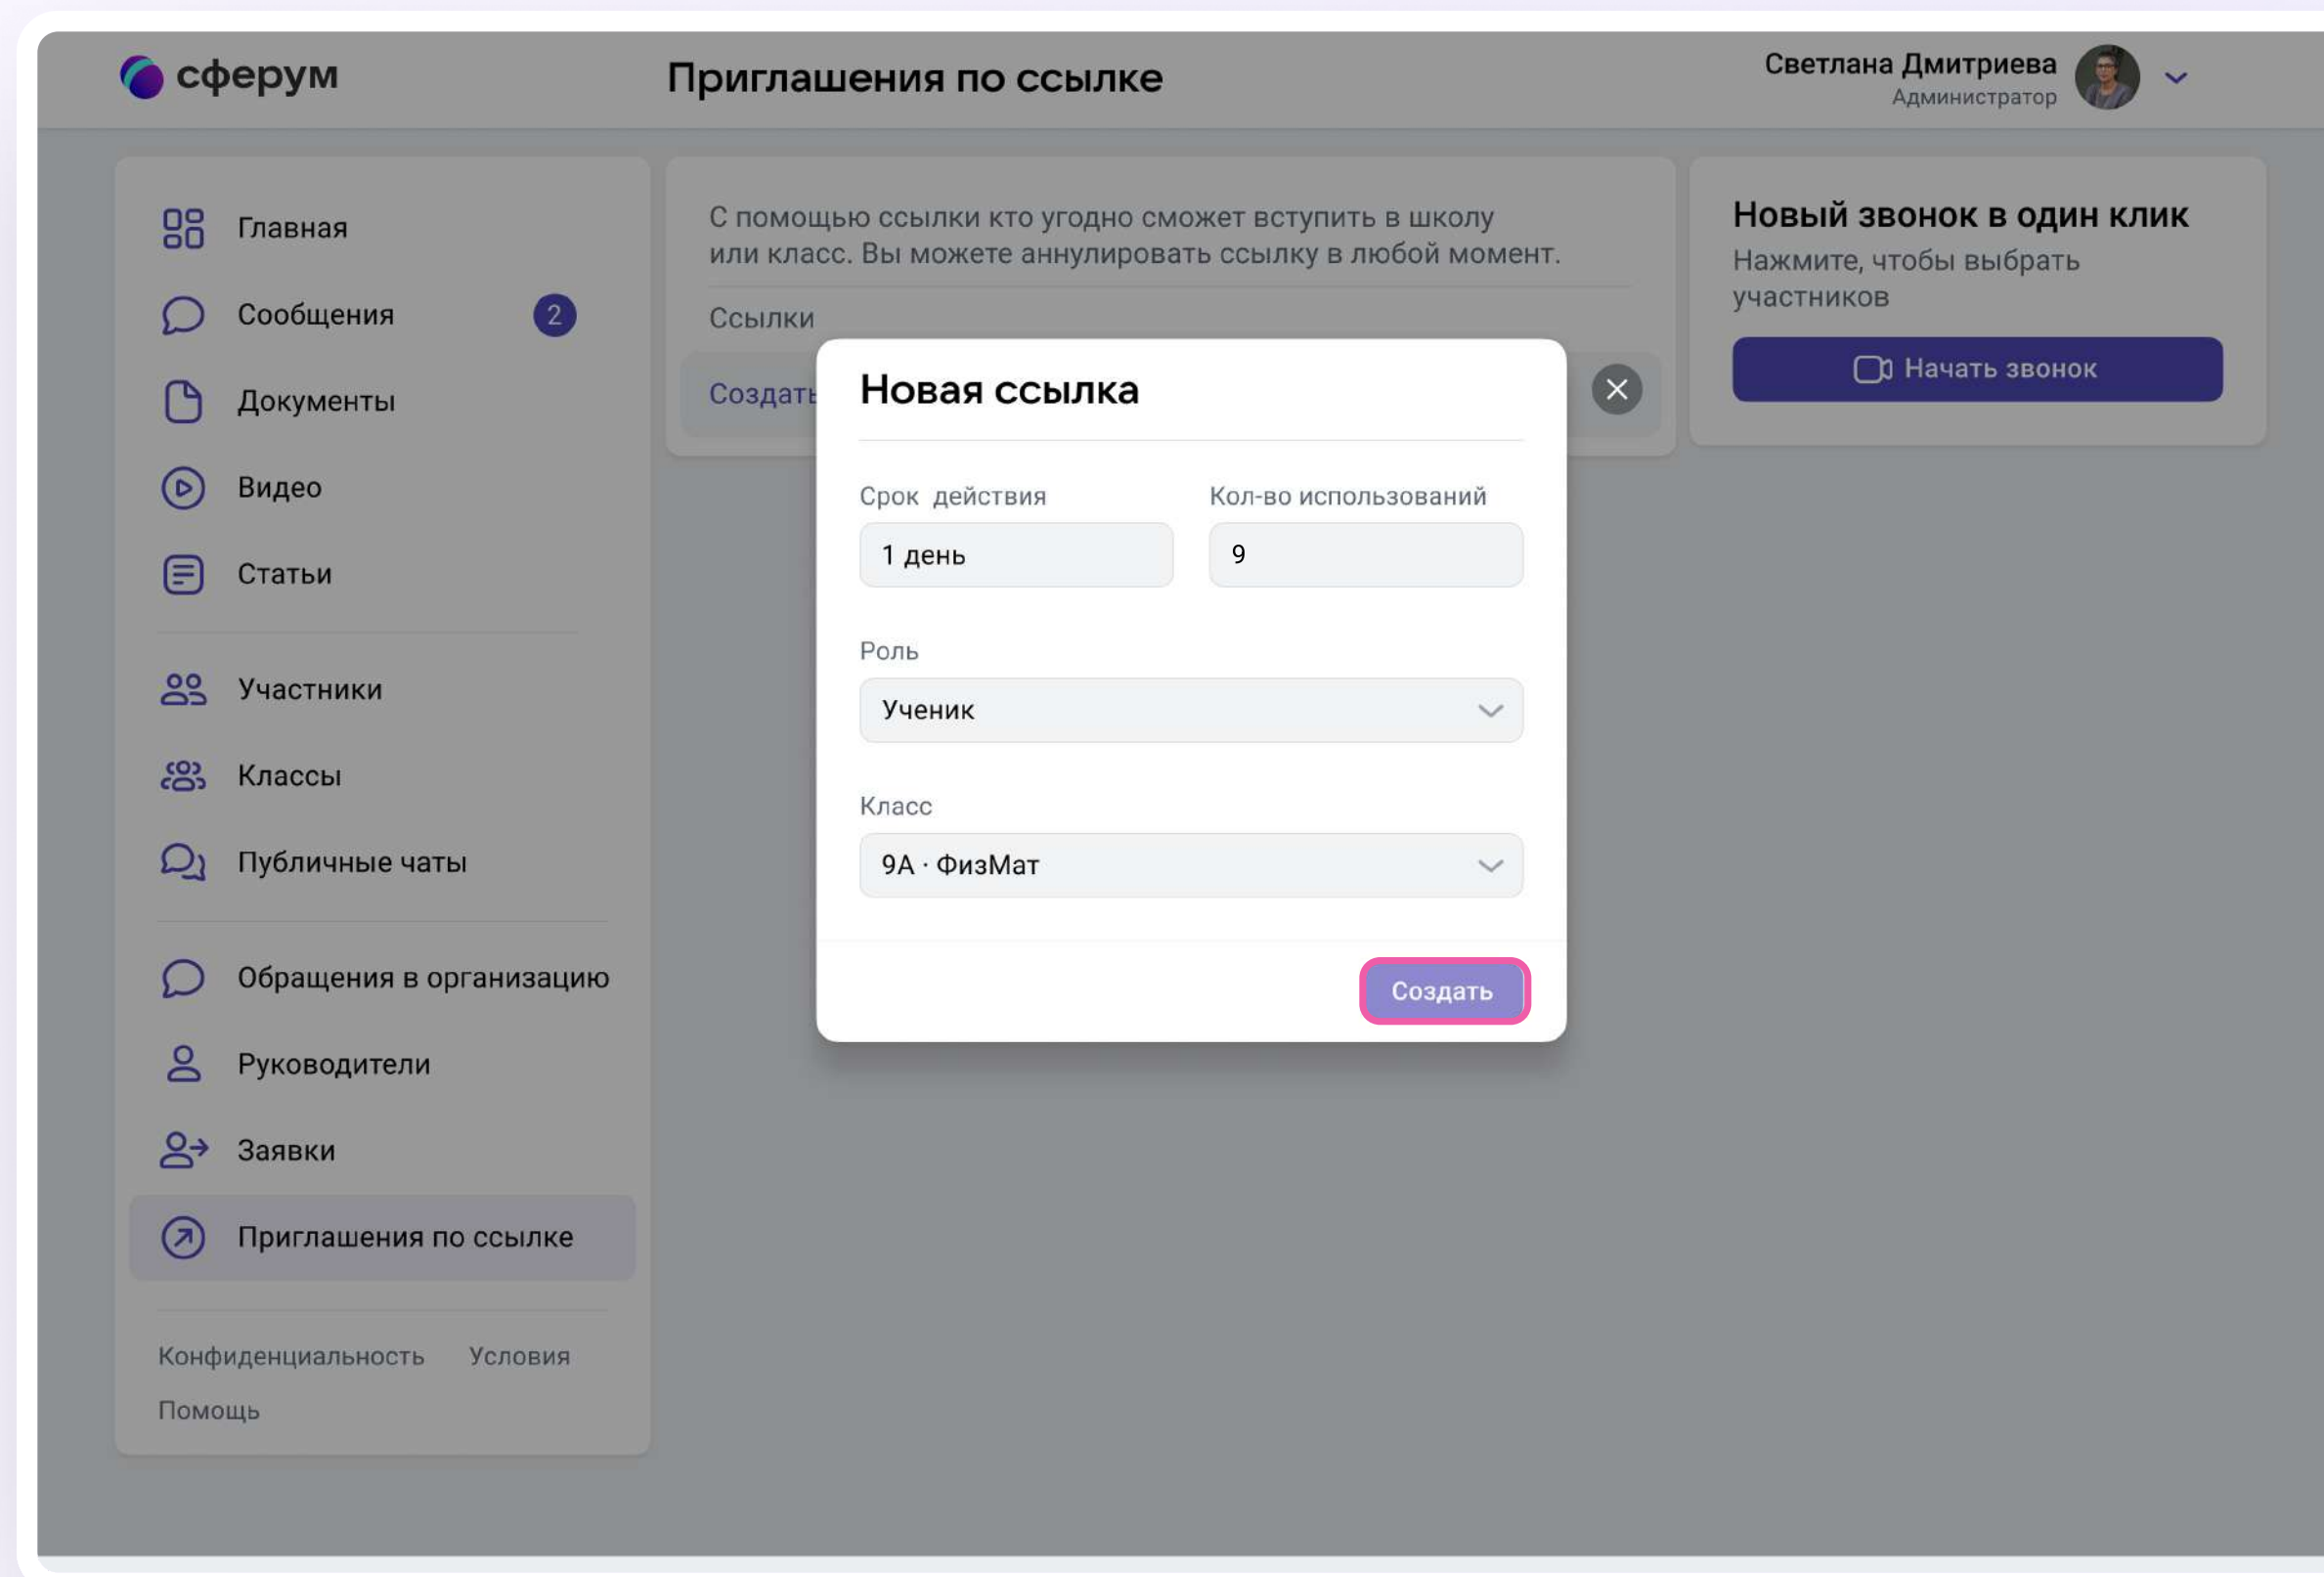 сферум
Приглашения по ссылке
Светлана Дмитриева
Администратор
Главная
Сообщения
2
Документы
Видео
Статьи
Участники
Классы
Публичные чаты
Обращения в организацию
Руководители
Заявки
Приглашения по ссылке
Конфиденциальность Условия
Помощь
С помощью ссылки кто угодно сможет вступить в школу
или класс. Вы можете аннулировать ссылку в любой момент.
Ссылки
Создать
Новая ссылка
Срок действия Кол-во использований
1 день 9
Роль
Ученик
Класс
9А · ФизМат
Создать
Новый звонок в один клик
Нажмите, чтобы выбрать
участников
Начать звонок